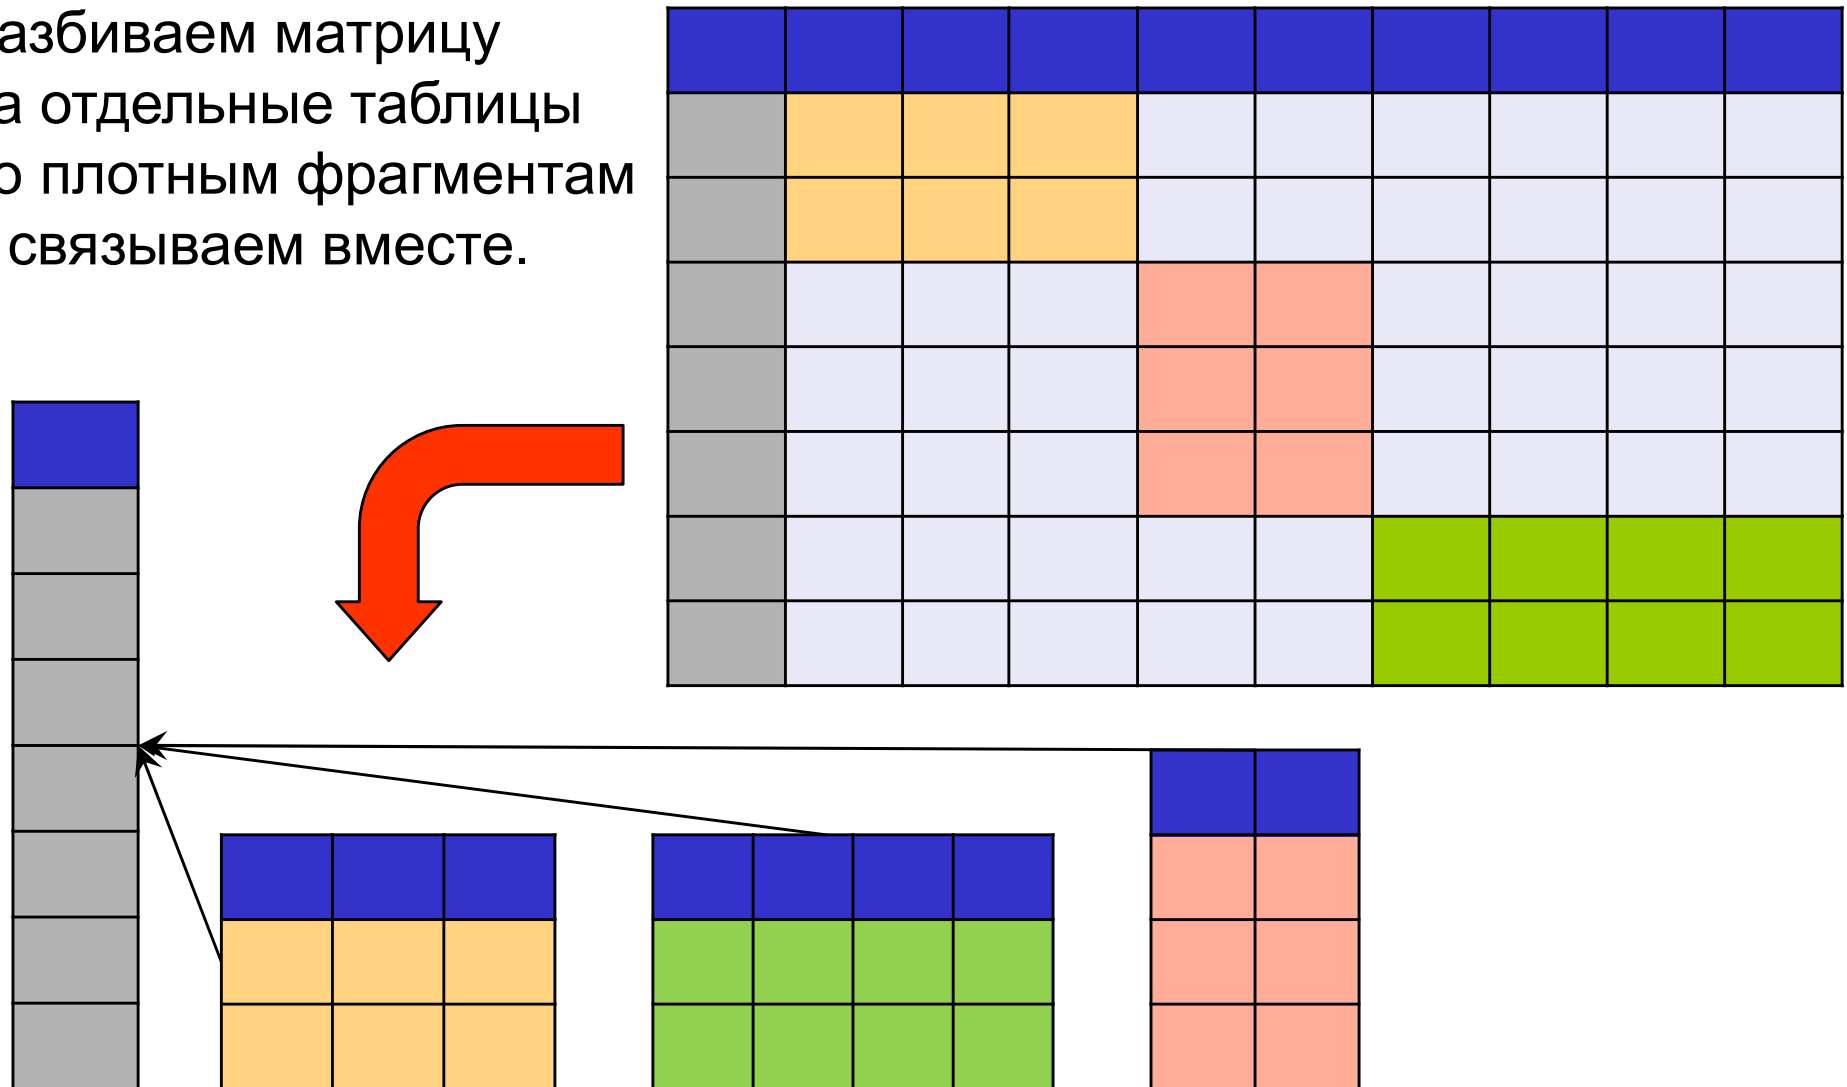 азбиваем матрицу
а отдельные таблицы
о плотным фрагментам
связываем вместе.